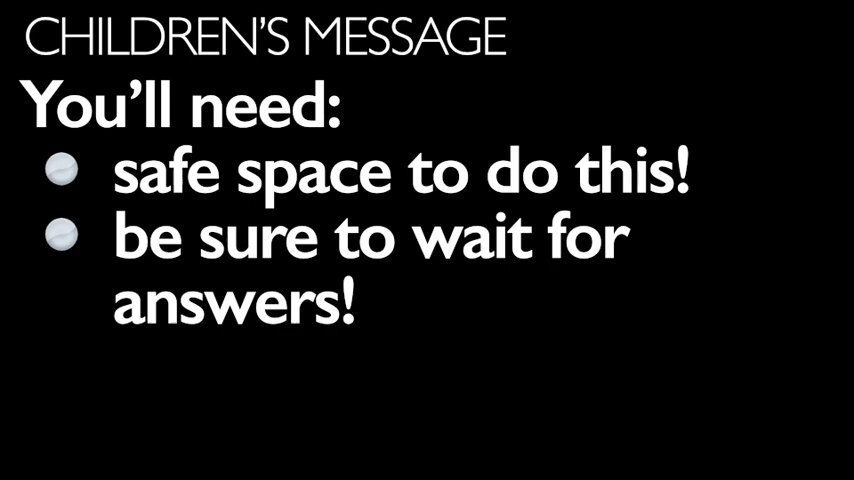 CHILDREN'S MESSAGE
You'll need:
safe space to do this!
be sure to wait for
answers!